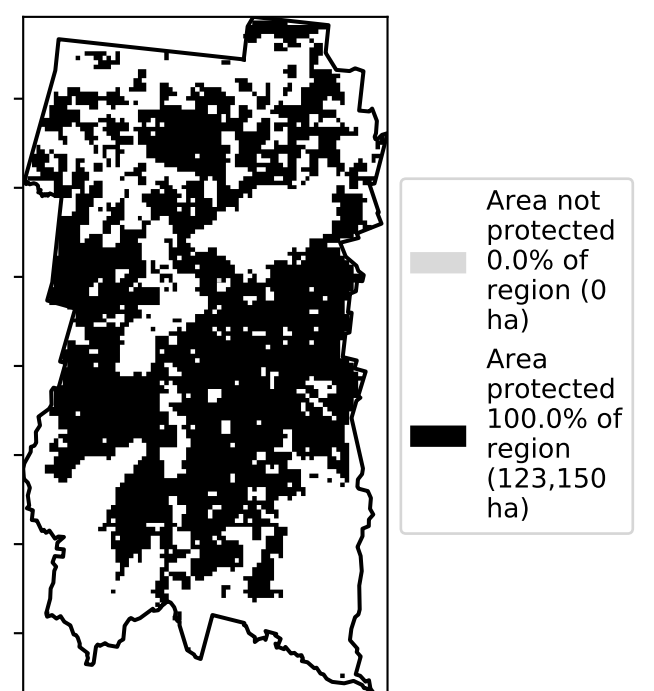 Area not
protected
0.0% of
region (0
ha)
Area
protected
100.0% of
region
(123,150
ha)